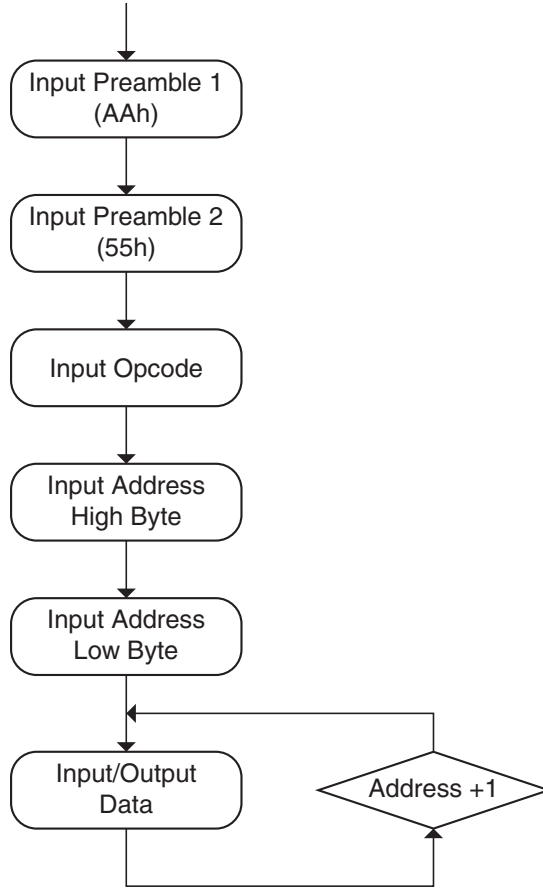 Input Preamble 1
(AAh)
Input Preamble 2
(55h)
Input Opcode
Input Address
High Byte
Input Address
Low Byte
Input/Output
Data
Address +1